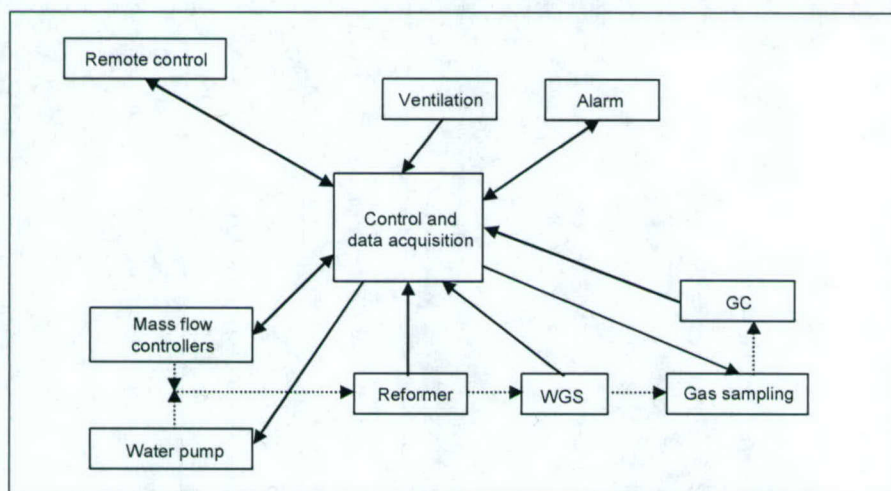 Remote control
Ventilation
Alarm
Control and
data acquisition
GC
Mass flow
controllers
Reformer
WGS
Gas sampling
Water pump